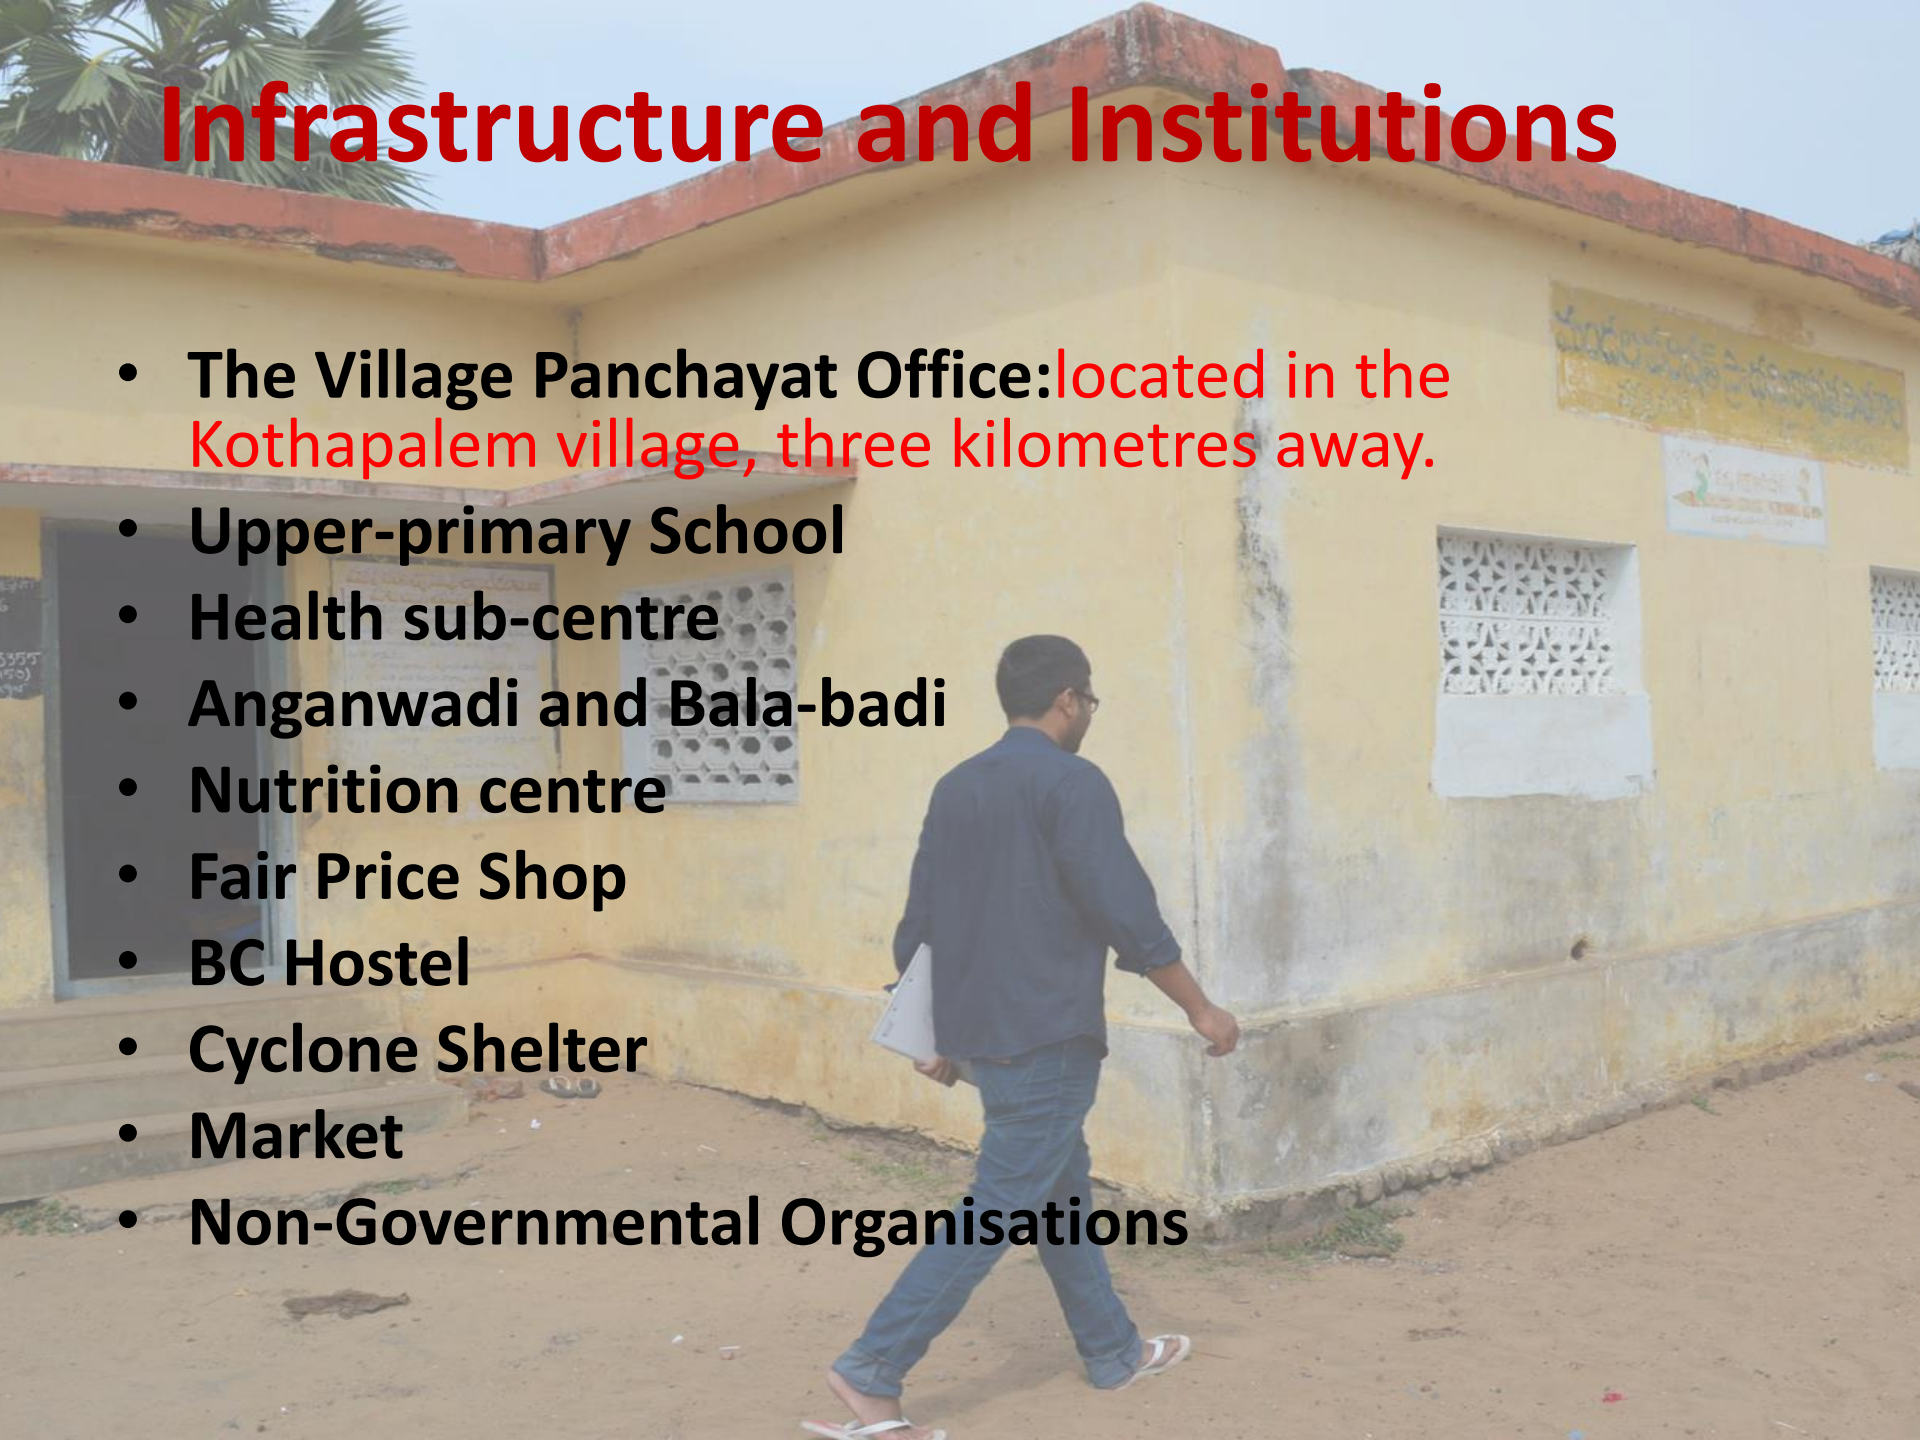 Infrastructure and Institutions
• The Village Panchayat Office:located in the
Kothapalem village, three kilometres away.
• Upper-primary School
• Health sub-centre
• Anganwadi and Bala-badi
• Nutrition centre
• Fair Price Shop
• BC Hostel
• Cyclone Shelter
• Market
• Non-Governmental Organisations